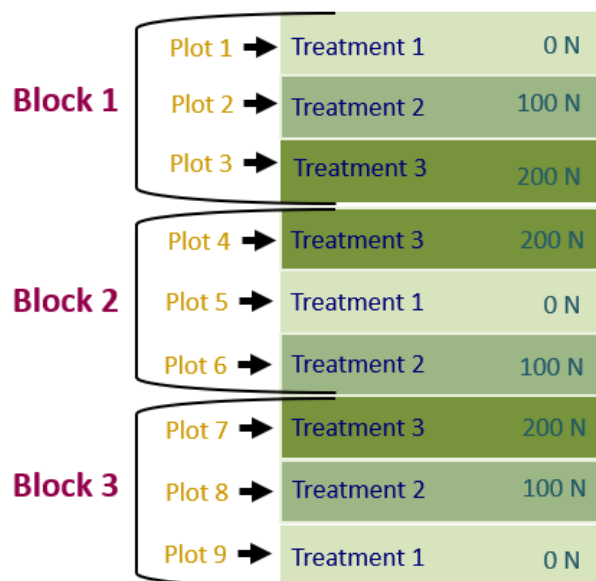 Block 1
Plot 1 Treatment 1 0 N
Plot 2 Treatment 2 100 N
Plot 3 Treatment 3 200 N
Block 2
Plot 4 Treatment 3 200 N
Plot 5 Treatment 1 0 N
Plot 6 Treatment 2 100 N
Block 3
Plot 7 Treatment 3 200 N
Plot 8 Treatment 2 100 N
Plot 9 Treatment 1 0 N